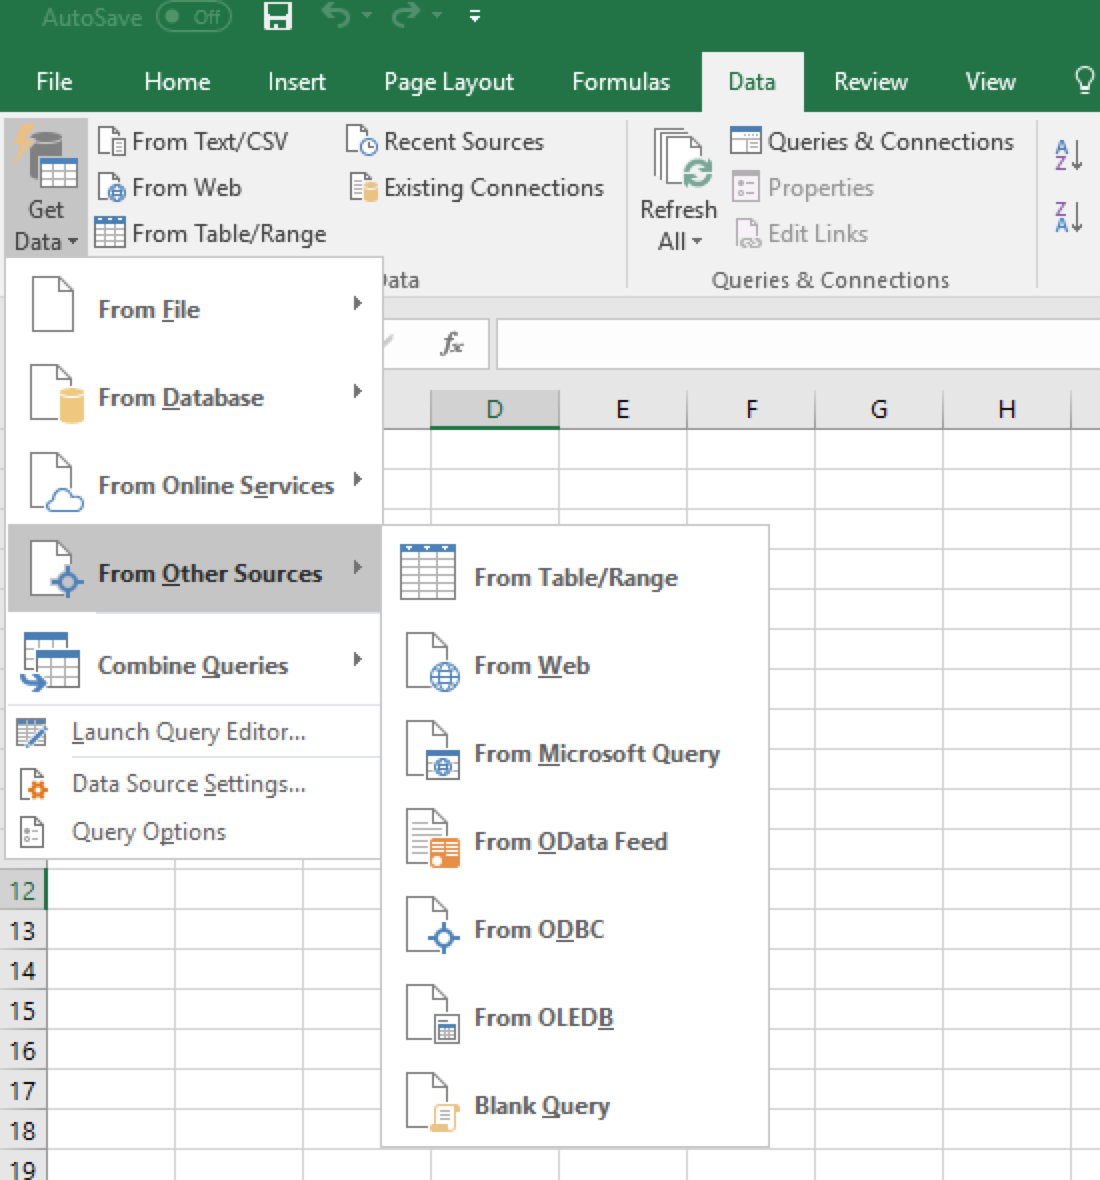 AutoSave Off
File Home Insert Page Layout Formulas Data Review View
Get Data
From Text/CSV
From Web
From Table/Range
Recent Sources
Existing Connections
Refresh All
Queries & Connections
Properties
Edit Links
A
Z
Z
A
ata
Queries & Connections
fx
D E F G H
From File
From Database
From Online Services
From Other Sources
Combine Queries
Launch Query Editor...
Data Source Settings...
Query Options
From Table/Range
From Web
From Microsoft Query
From OData Feed
From ODBC
From OLEDB
Blank Query
12
13
14
15
16
17
18
19